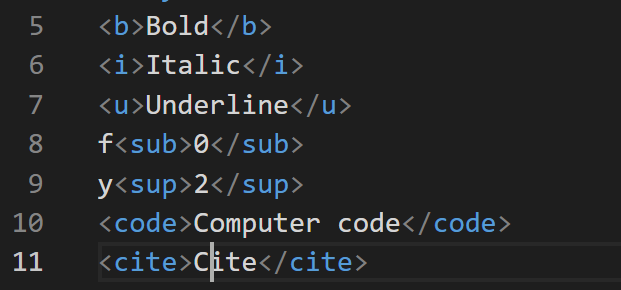 5 <b>Bold</b>
6 <i>Italic</i>
7 <u>Underline</u>
8 f<sub>0</sub>
9 y<sup>2</sup>
10 <code>Computer code</code>
11 <cite>Cite</cite>